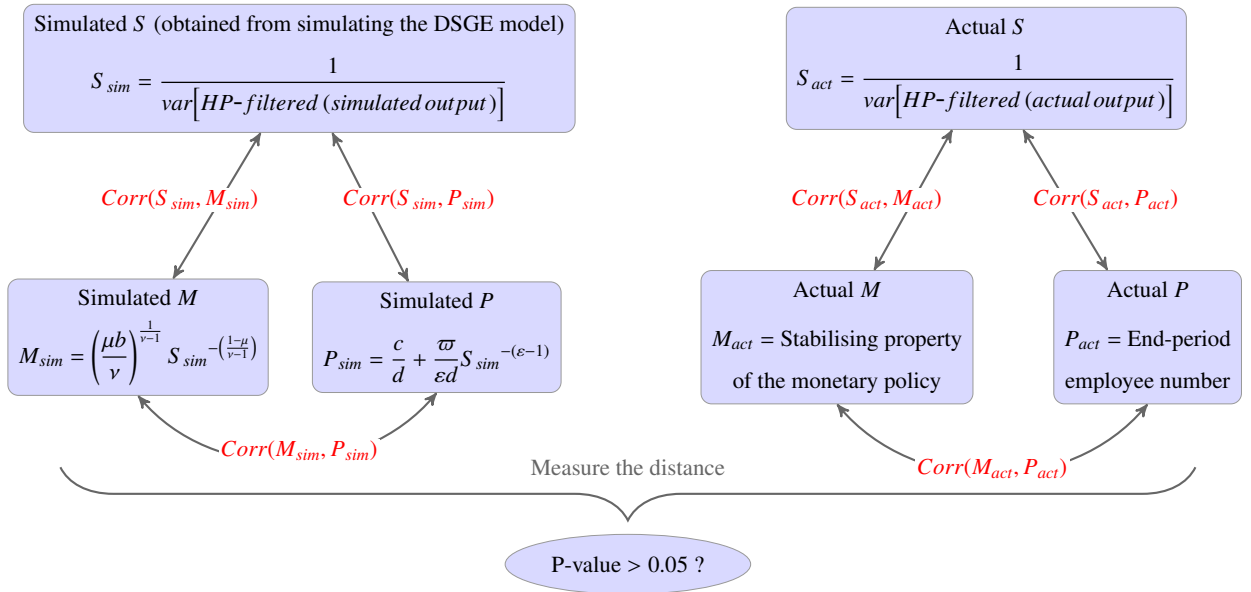 Simulated S (obtained from simulating the DSGE model)
S_sim = 1 / var[HP-filtered (simulated output)]
Actual S
S_act = 1 / var[HP-filtered (actual output)]
Corr(S_sim, M_sim)
Corr(S_sim, P_sim)
Corr(S_act, M_act)
Corr(S_act, P_act)
Simulated M
M_sim = (μb/ν)^(1/(ν−1)) S_sim^−((1−μ)/(ν−1))
Simulated P
P_sim = c/d + ϖ/(εd) S_sim^−(ε−1)
Actual M
M_act = Stabilising property
of the monetary policy
Actual P
P_act = End-period
employee number
Corr(M_sim, P_sim)
Corr(M_act, P_act)
Measure the distance
P-value > 0.05 ?